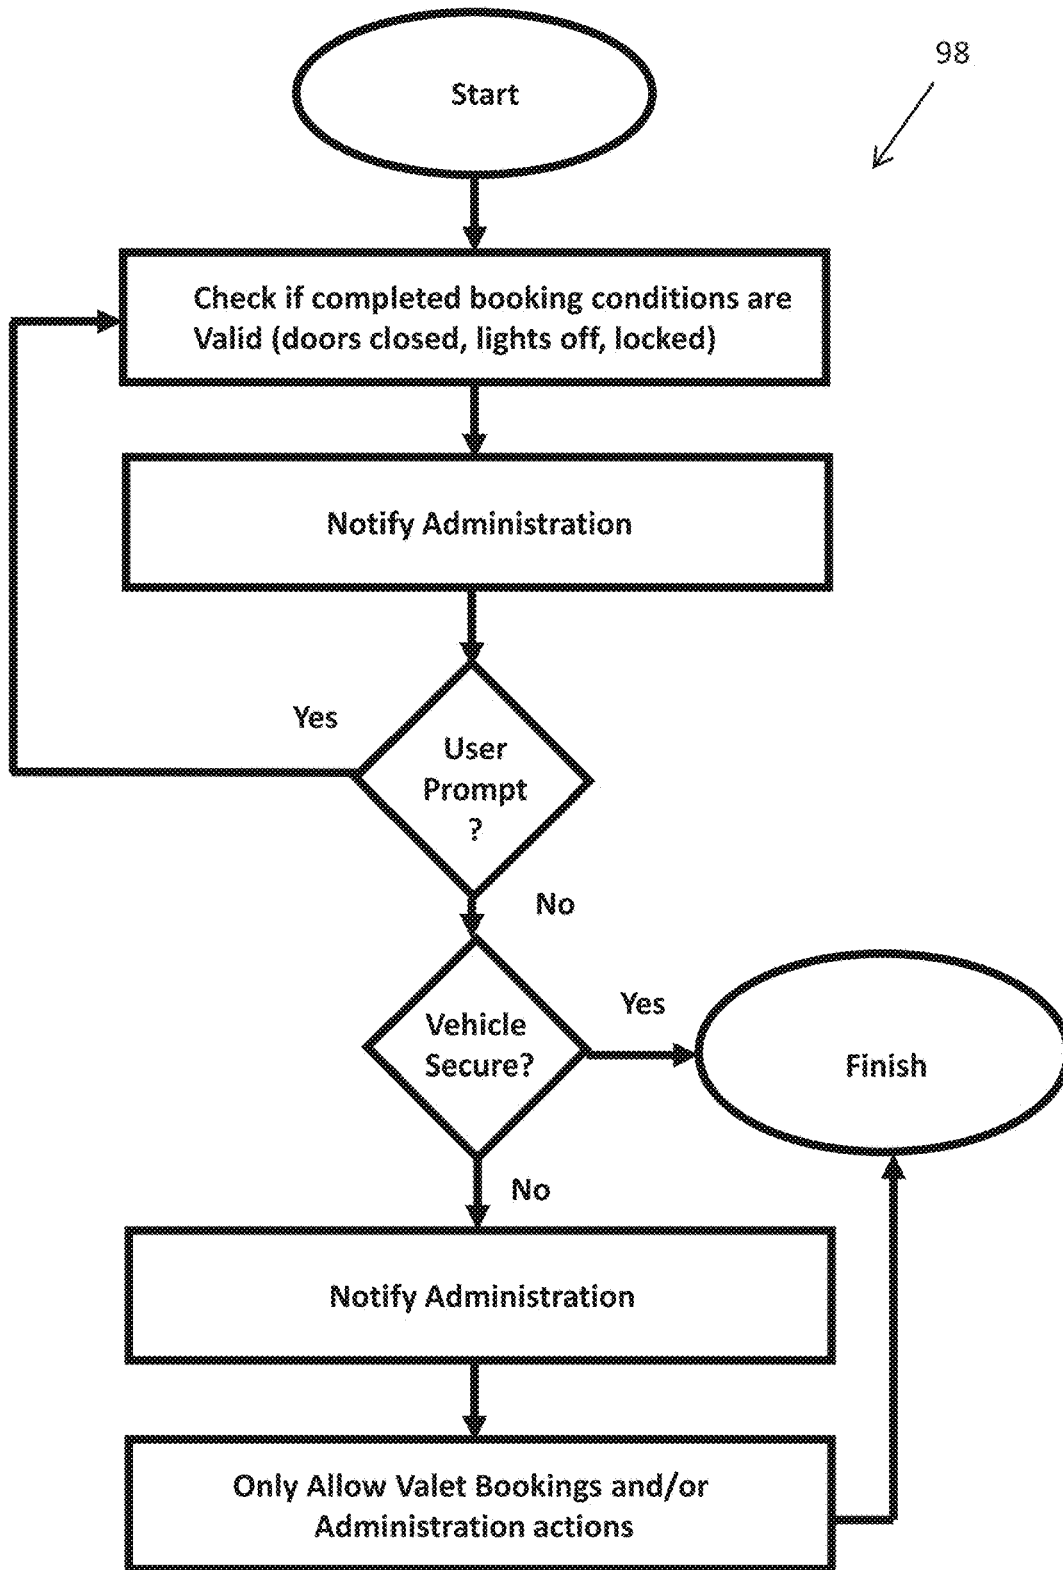 98
Start
Check if completed booking conditions are
Valid (doors closed, lights off, locked)
Notify Administration
Yes
User
Prompt
?
No
Vehicle
Secure?
Yes
Finish
No
Notify Administration
Only Allow Valet Bookings and/or
Administration actions